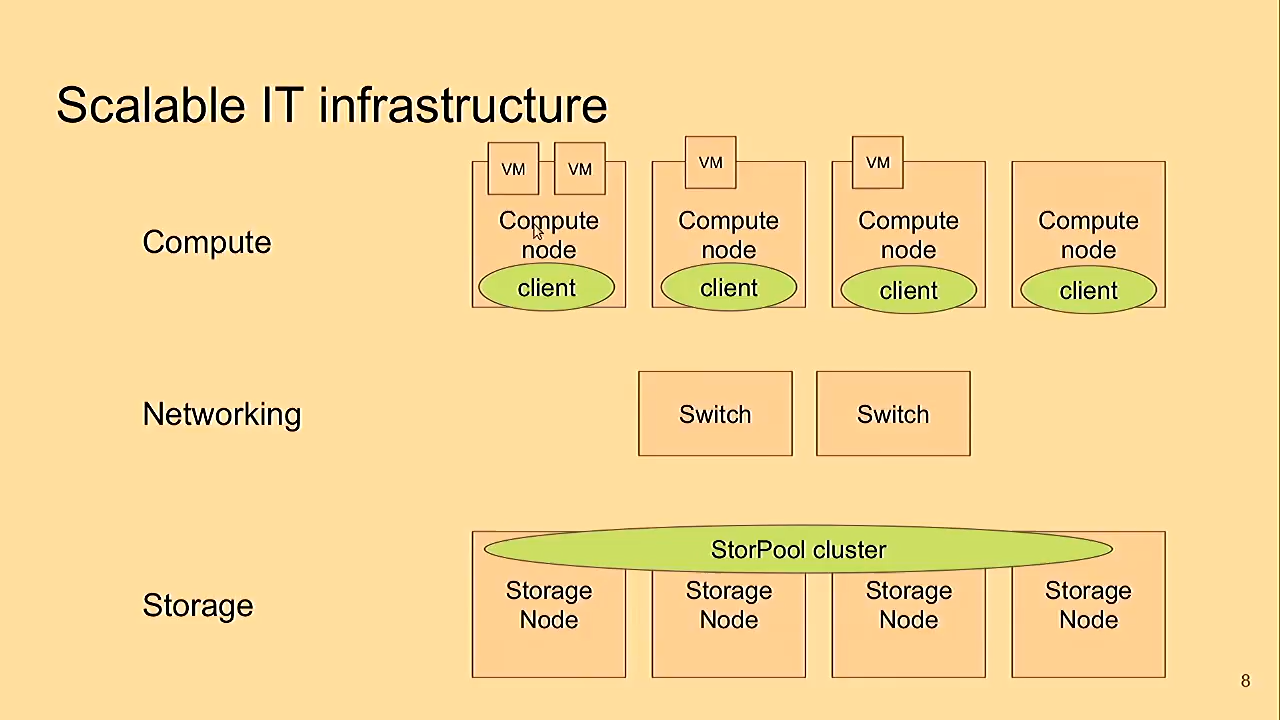 Scalable IT infrastructure
VM
VM
VM
VM
Compute
Compute
node
client
Compute
node
client
Compute
node
client
Compute
node
client
Networking
Switch
Switch
StorPool cluster
Storage
Storage
Node
Storage
Node
Storage
Node
Storage
Node
8